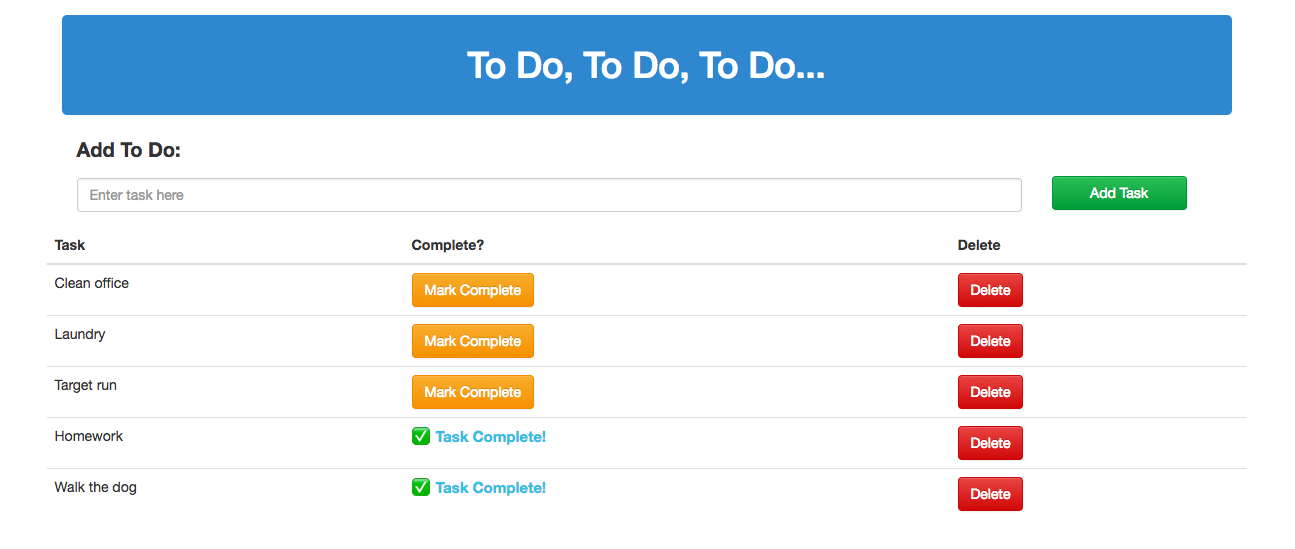 To Do, To Do, To Do...
Add To Do:
Enter task here
Add Task
Task Complete? Delete
Clean office Mark Complete Delete
Laundry Mark Complete Delete
Target run Mark Complete Delete
Homework ✅ Task Complete! Delete
Walk the dog ✅ Task Complete! Delete